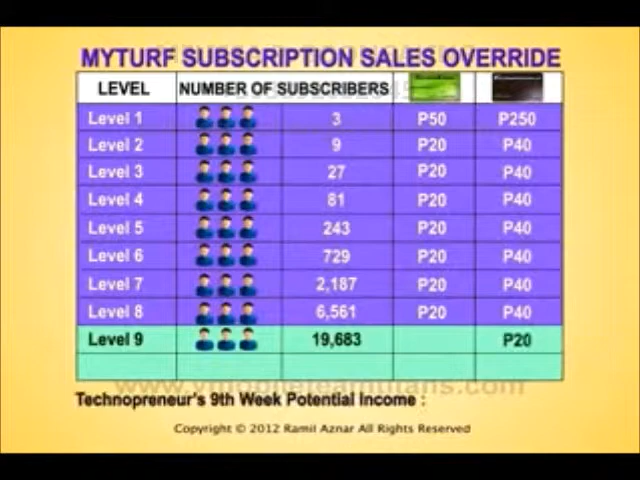 MYTURF SUBSCRIPTION SALES OVERRIDE
LEVEL NUMBER OF SUBSCRIBERS
Level 1 3 P50 P250
Level 2 9 P20 P40
Level 3 27 P20 P40
Level 4 81 P20 P40
Level 5 243 P20 P40
Level 6 729 P20 P40
Level 7 2,187 P20 P40
Level 8 6,561 P20 P40
Level 9 19,683 P20
Technopreneur's 9th Week Potential Income :
Copyright © 2012 Ramil Aznar All Rights Reserved